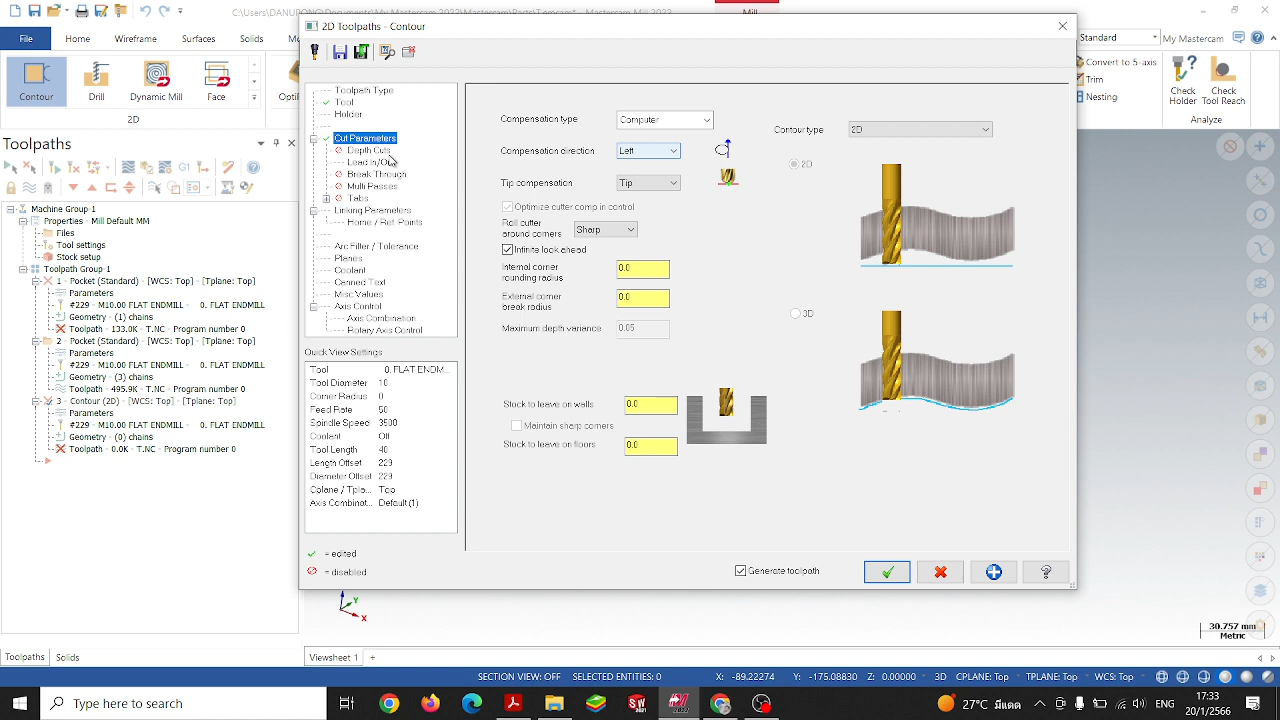 2D Toolpaths - Contour
Mill
File
Home
Wireframe
Surfaces
Solids
Standard
My Mastercam
Contour
Drill
Dynamic Mill
Face
2D
Convert to 5-axis
Trim
Nesting
Check Holder
Check Tool Reach
Analyze
Toolpaths
Machine Group-1
Properties - Mill Default MM
Files
Tool settings
Stock setup
Toolpath Group-1
1 - Pocket (Standard) - [WCS: Top] - [Tplane: Top]
Parameters
#229 - M10.00 FLAT ENDMILL - 0. FLAT ENDMILL
Geometry - (1) chains
Toolpath - 133.0K - T.NC - Program number 0
2 - Pocket (Standard) - [WCS: Top] - [Tplane: Top]
Parameters
#229 - M10.00 FLAT ENDMILL - 0. FLAT ENDMILL
Geometry - (3) chains
Toolpath - 495.9K - T.NC - Program number 0
3 - Contour (2D) - [WCS: Top] - [Tplane: Top]
Parameters
#229 - M10.00 FLAT ENDMILL - 0. FLAT ENDMILL
Geometry - (0) chains
Toolpath - 0.0K - T.NC - Program number 0
Toolpaths
Solids
Toolpath Type
Tool
Holder
Cut Parameters
Depth Cuts
Lead In/Out
Break Through
Multi Passes
Tabs
Linking Parameters
Home / Ref. Points
Arc Filter / Tolerance
Planes
Coolant
Canned Text
Misc Values
Axis Control
Axis Combination
Rotary Axis Control
Quick View Settings
Tool 0. FLAT ENDM...
Tool Diameter 10
Corner Radius 0
Feed Rate 50
Spindle Speed 3500
Coolant Off
Tool Length 40
Length Offset 229
Diameter Offset 229
Cplane / Tpla... Top
Axis Combinat... Default (1)
= edited
= disabled
Compensation type Computer
Compensation direction Left
Tip compensation Tip
Optimize cutter comp in control
Roll cutter around corners Sharp
Infinite look ahead
Internal corner rounding radius 0.0
External corner break radius 0.0
Maximum depth variance 0.05
Stock to leave on walls 0.0
Maintain sharp corners
Stock to leave on floors 0.0
Contour type 2D
2D
3D
Generate toolpath
Y
X
30.757 mm
Metric
Viewsheet 1 +
SECTION VIEW: OFF SELECTED ENTITIES: 0 X: -89.22274 Y: -175.08830 Z: 0.00000 3D CPLANE: TOP TPLANE: TOP WCS: TOP
Type here to search
27°C
17:33
20/1/2566